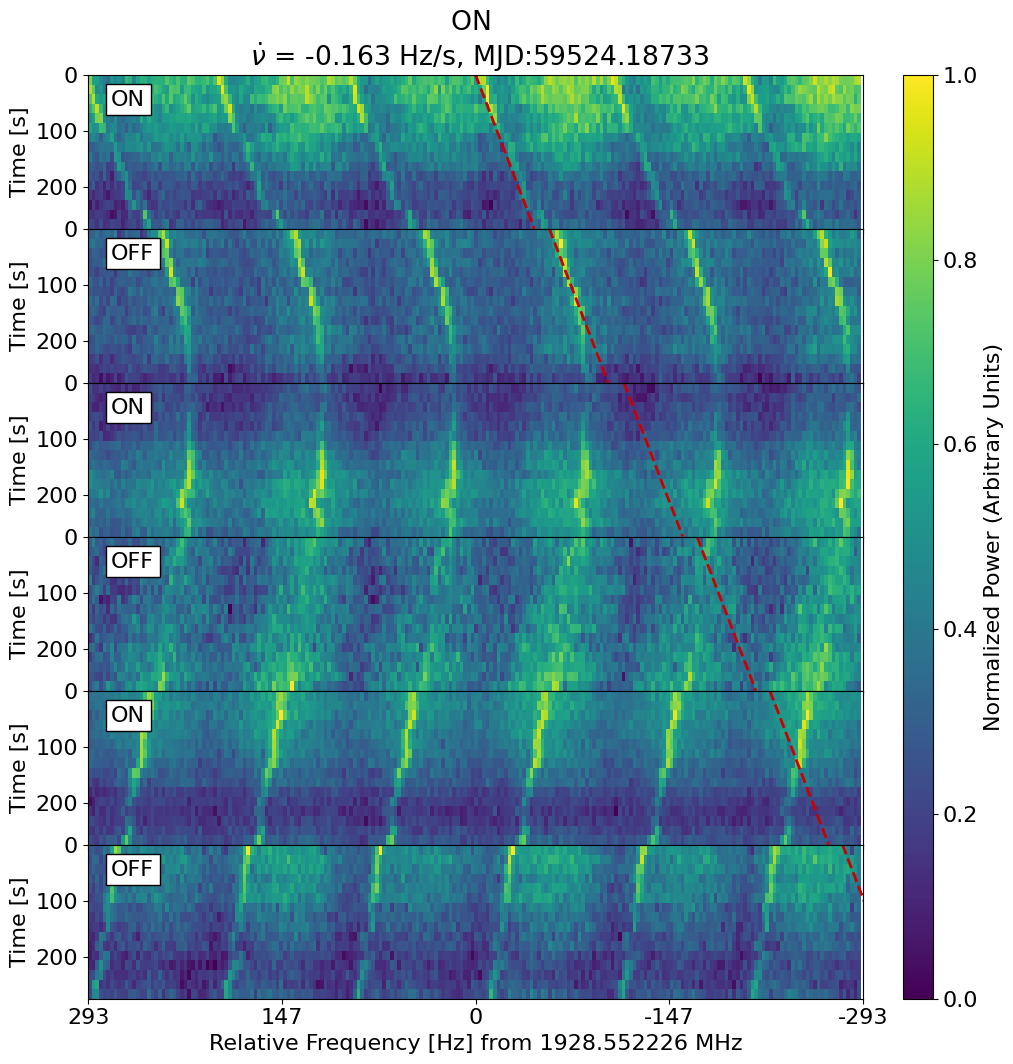 ON
ν̇ = -0.163 Hz/s, MJD:59524.18733
0
100
200
Time [s]
ON
0
100
200
Time [s]
OFF
0
100
200
Time [s]
ON
0
100
200
Time [s]
OFF
0
100
200
Time [s]
ON
0
100
200
Time [s]
OFF
293 147 0 -147 -293
Relative Frequency [Hz] from 1928.552226 MHz
1.0
0.8
0.6
0.4
0.2
0.0
Normalized Power (Arbitrary Units)